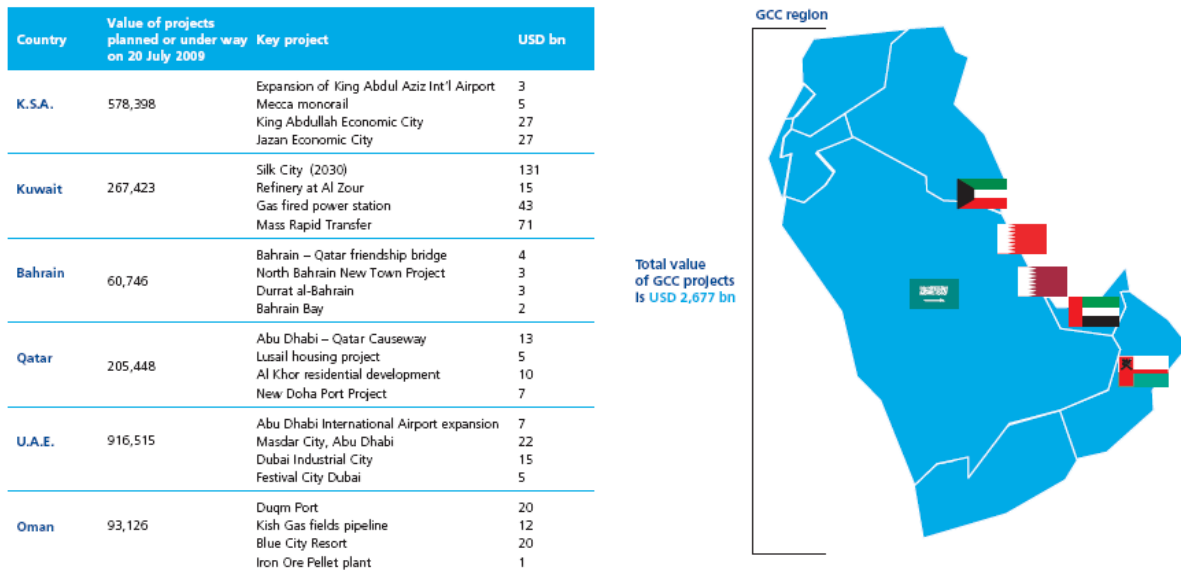 Country
Value of projects
planned or under way
on 20 July 2009
Key project
USD bn
K.S.A.
578,398
Expansion of King Abdul Aziz Int'l Airport 3
Mecca monorail 5
King Abdullah Economic City 27
Jazan Economic City 27
Kuwait
267,423
Silk City (2030) 131
Refinery at Al Zour 15
Gas fired power station 43
Mass Rapid Transfer 71
Bahrain
60,746
Bahrain – Qatar friendship bridge 4
North Bahrain New Town Project 3
Durrat al-Bahrain 3
Bahrain Bay 2
Qatar
205,448
Abu Dhabi – Qatar Causeway 13
Lusail housing project 5
Al Khor residential development 10
New Doha Port Project 7
U.A.E.
916,515
Abu Dhabi International Airport expansion 7
Masdar City, Abu Dhabi 22
Dubai Industrial City 15
Festival City Dubai 5
Oman
93,126
Duqm Port 20
Kish Gas fields pipeline 12
Blue City Resort 20
Iron Ore Pellet plant 1
GCC region
Total value
of GCC projects
is USD 2,677 bn